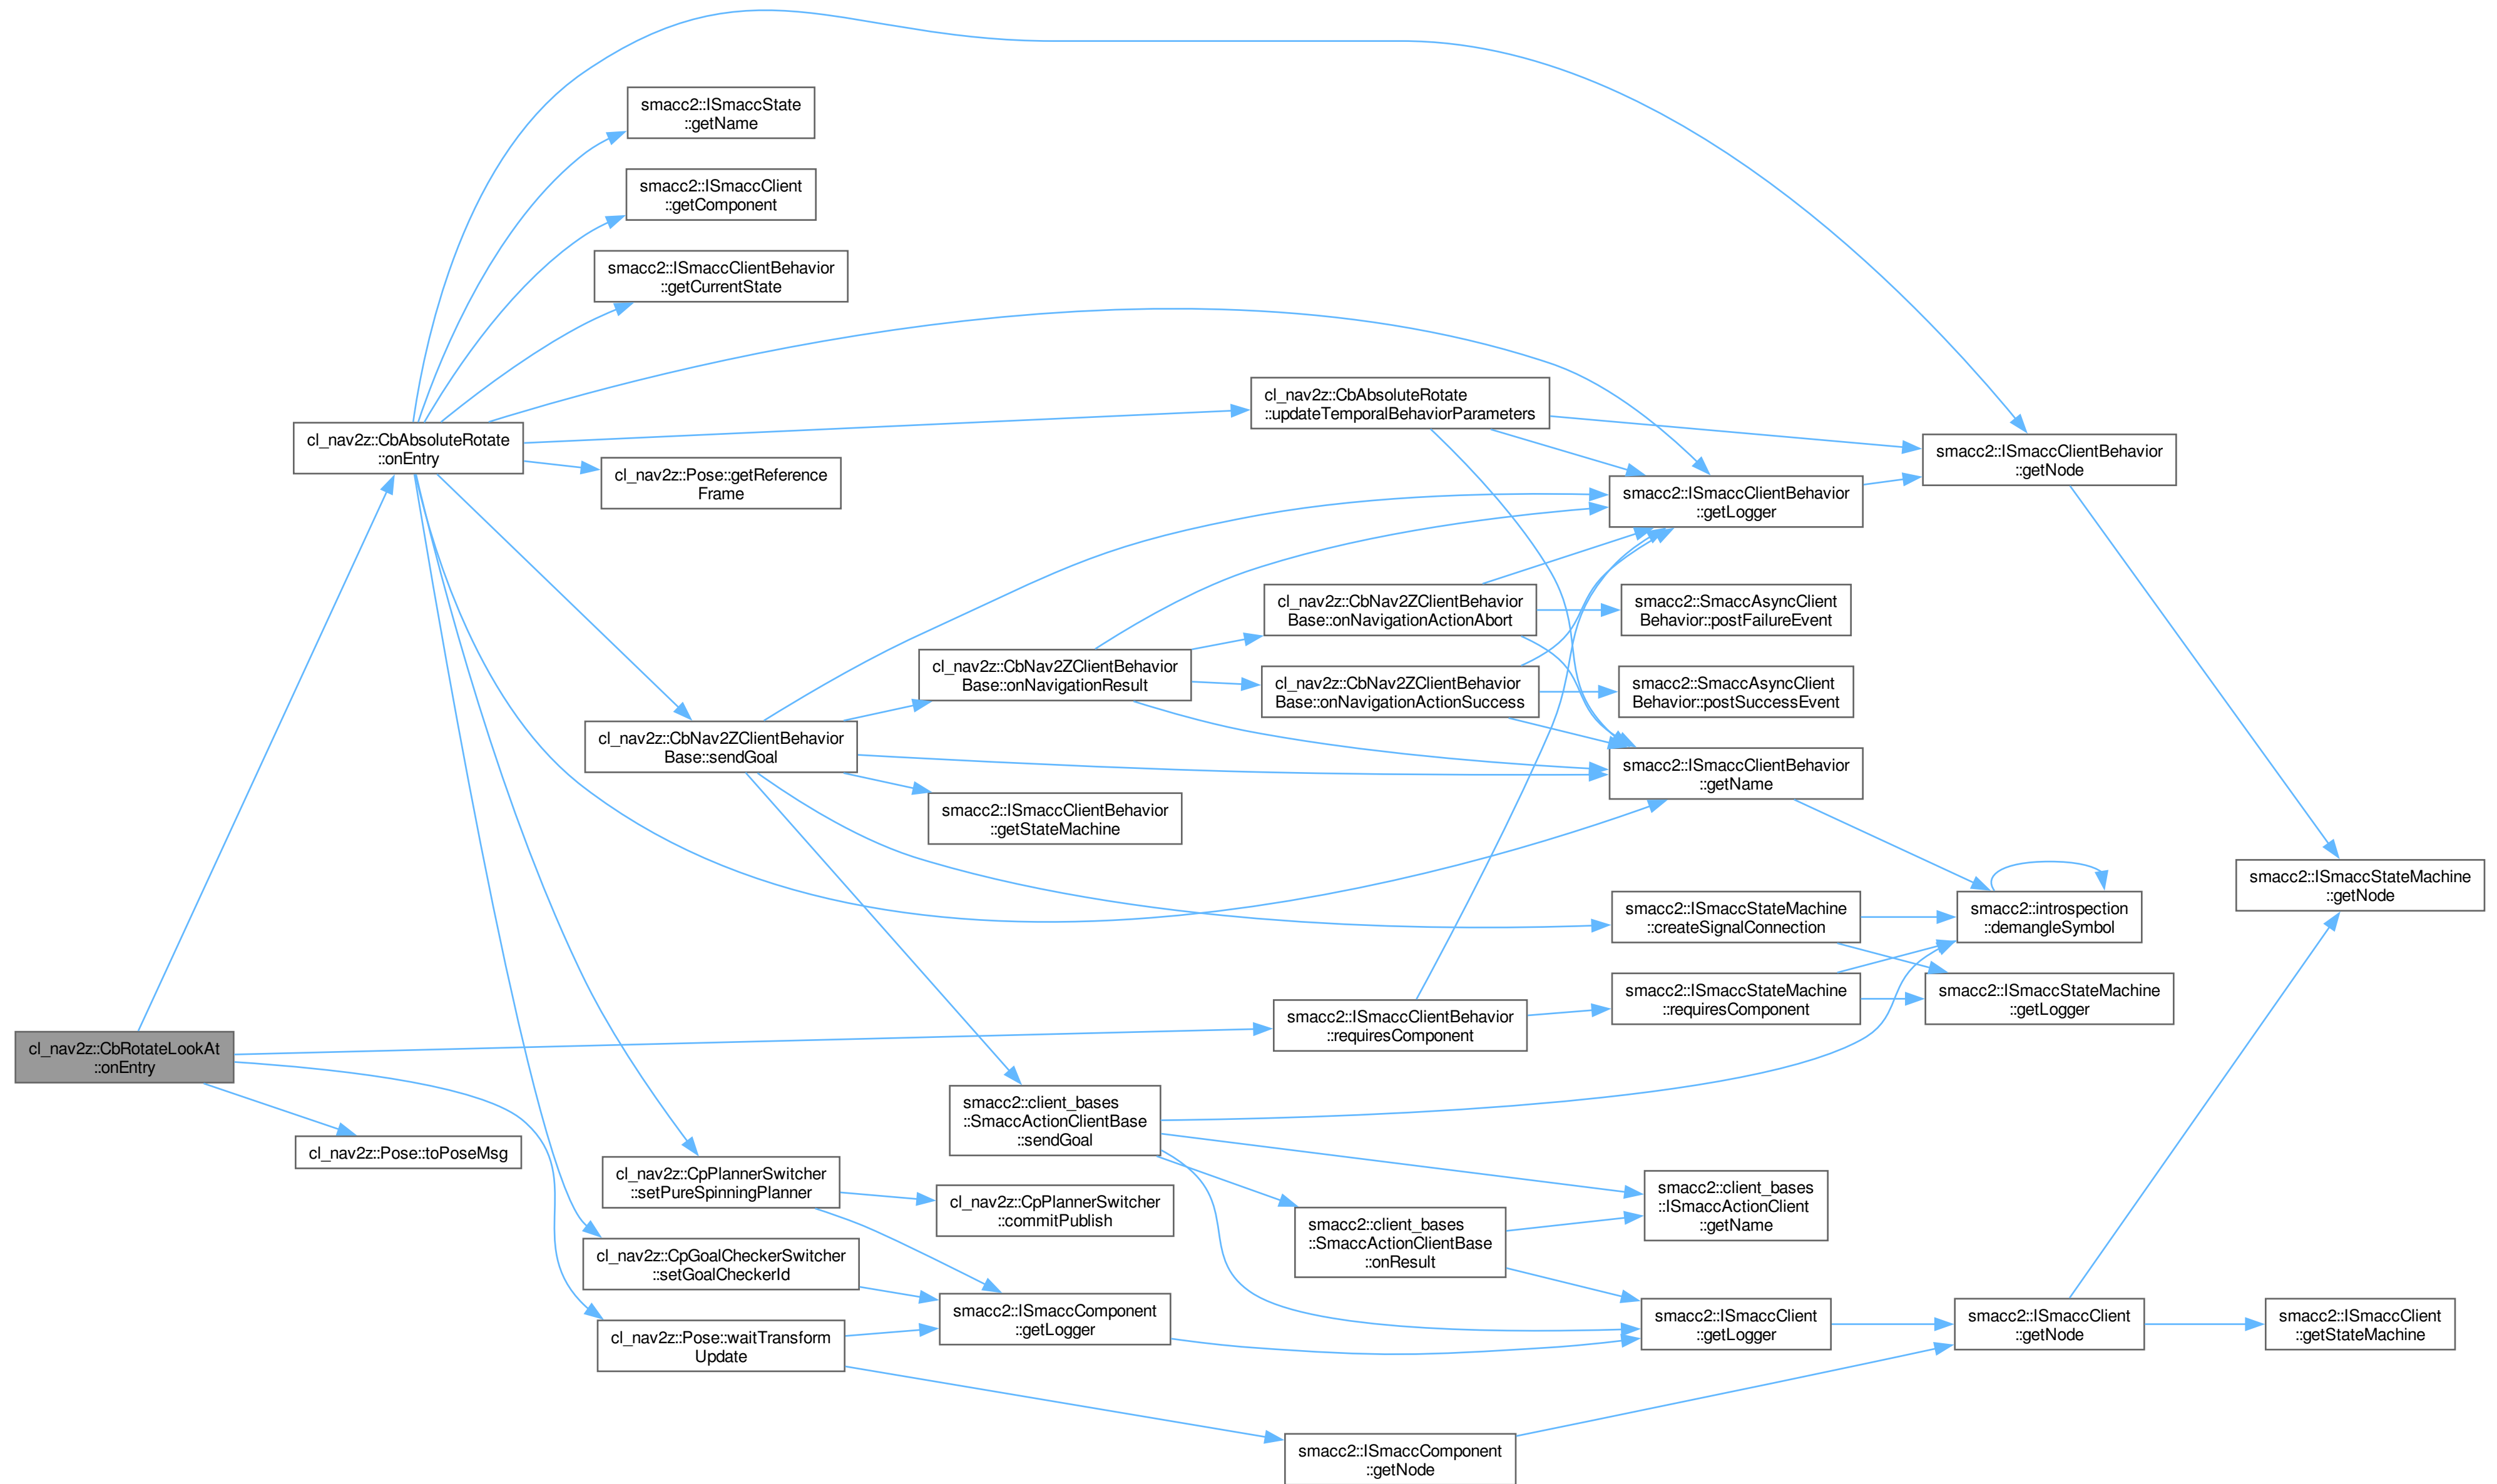 smacc2::ISmaccState
::getName
smacc2::ISmaccClient
::getComponent
smacc2::ISmaccClientBehavior
::getCurrentState
cl_nav2z::CbAbsoluteRotate
::onEntry
cl_nav2z::Pose::getReference
Frame
cl_nav2z::CbAbsoluteRotate
::updateTemporalBehaviorParameters
smacc2::ISmaccClientBehavior
::getNode
smacc2::ISmaccClientBehavior
::getLogger
cl_nav2z::CbNav2ZClientBehavior
Base::onNavigationActionAbort
smacc2::SmaccAsyncClient
Behavior::postFailureEvent
cl_nav2z::CbNav2ZClientBehavior
Base::onNavigationResult
cl_nav2z::CbNav2ZClientBehavior
Base::onNavigationActionSuccess
smacc2::SmaccAsyncClient
Behavior::postSuccessEvent
cl_nav2z::CbNav2ZClientBehavior
Base::sendGoal
smacc2::ISmaccClientBehavior
::getName
smacc2::ISmaccClientBehavior
::getStateMachine
smacc2::ISmaccStateMachine
::getNode
smacc2::ISmaccStateMachine
::createSignalConnection
smacc2::introspection
::demangleSymbol
smacc2::ISmaccStateMachine
::requiresComponent
smacc2::ISmaccStateMachine
::getLogger
smacc2::ISmaccClientBehavior
::requiresComponent
cl_nav2z::CbRotateLookAt
::onEntry
cl_nav2z::Pose::toPoseMsg
smacc2::client_bases
::SmaccActionClientBase
::sendGoal
cl_nav2z::CpPlannerSwitcher
::setPureSpinningPlanner
cl_nav2z::CpPlannerSwitcher
::commitPublish
smacc2::client_bases
::ISmaccActionClient
::getName
smacc2::client_bases
::SmaccActionClientBase
::onResult
cl_nav2z::CpGoalCheckerSwitcher
::setGoalCheckerId
smacc2::ISmaccComponent
::getLogger
cl_nav2z::Pose::waitTransform
Update
smacc2::ISmaccClient
::getLogger
smacc2::ISmaccClient
::getNode
smacc2::ISmaccClient
::getStateMachine
smacc2::ISmaccComponent
::getNode